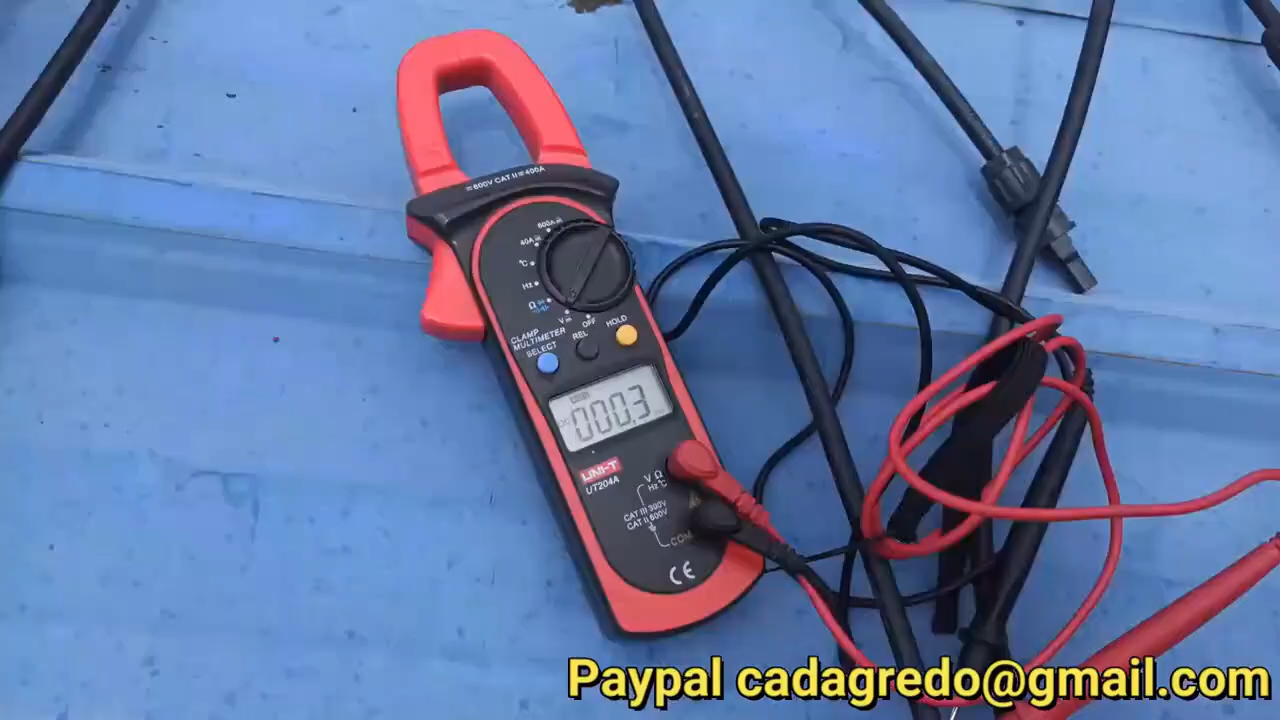 ≂600V CAT II ≂400A
600A≂
40A≂
℃
Hz
Ω
V≂
OFF
CLAMP
MULTIMETER
SELECT
REL
HOLD
000.3
UNI-T
UT204A
V Ω
Hz ℃
CAT III 300V
CAT II 600V
COM
CE
Paypal cadagredo@gmail.com